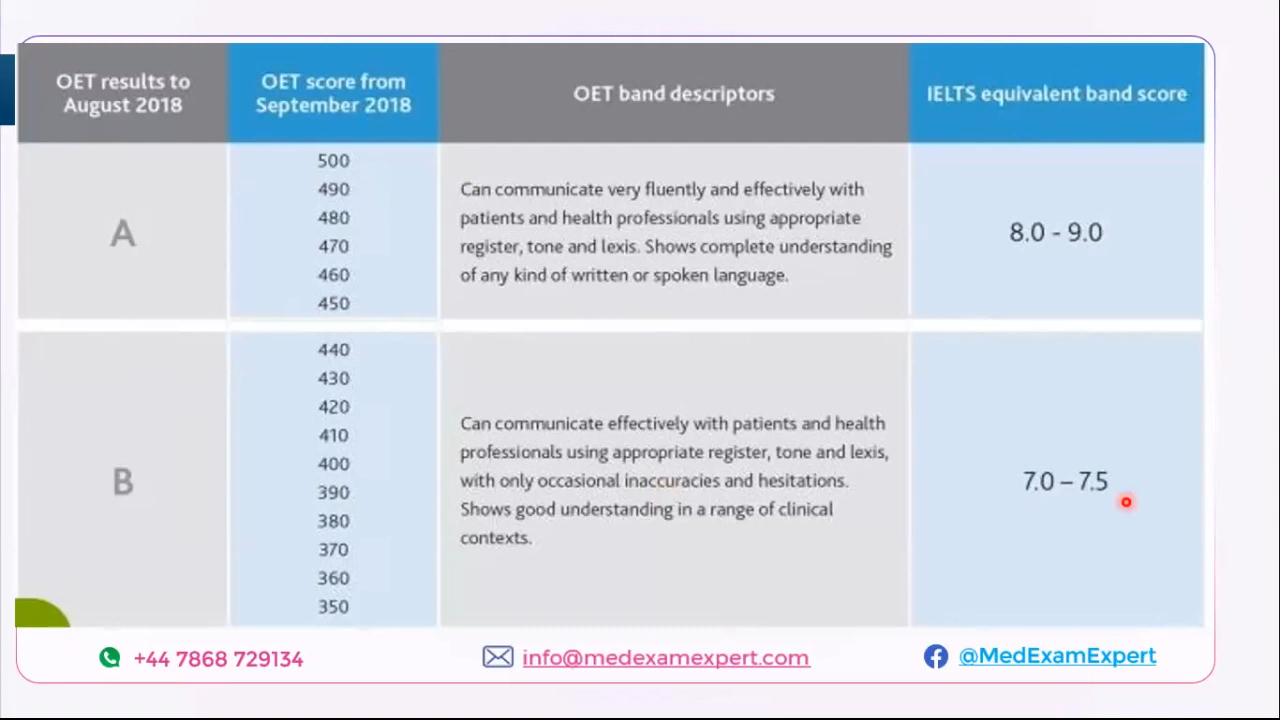 OET results to
August 2018
OET score from
September 2018
OET band descriptors
IELTS equivalent band score
A
500
490
480
470
460
450
Can communicate very fluently and effectively with
patients and health professionals using appropriate
register, tone and lexis. Shows complete understanding
of any kind of written or spoken language.
8.0 - 9.0
B
440
430
420
410
400
390
380
370
360
350
Can communicate effectively with patients and health
professionals using appropriate register, tone and lexis,
with only occasional inaccuracies and hesitations.
Shows good understanding in a range of clinical
contexts.
7.0 – 7.5
+44 7868 729134
info@medexamexpert.com
@MedExamExpert